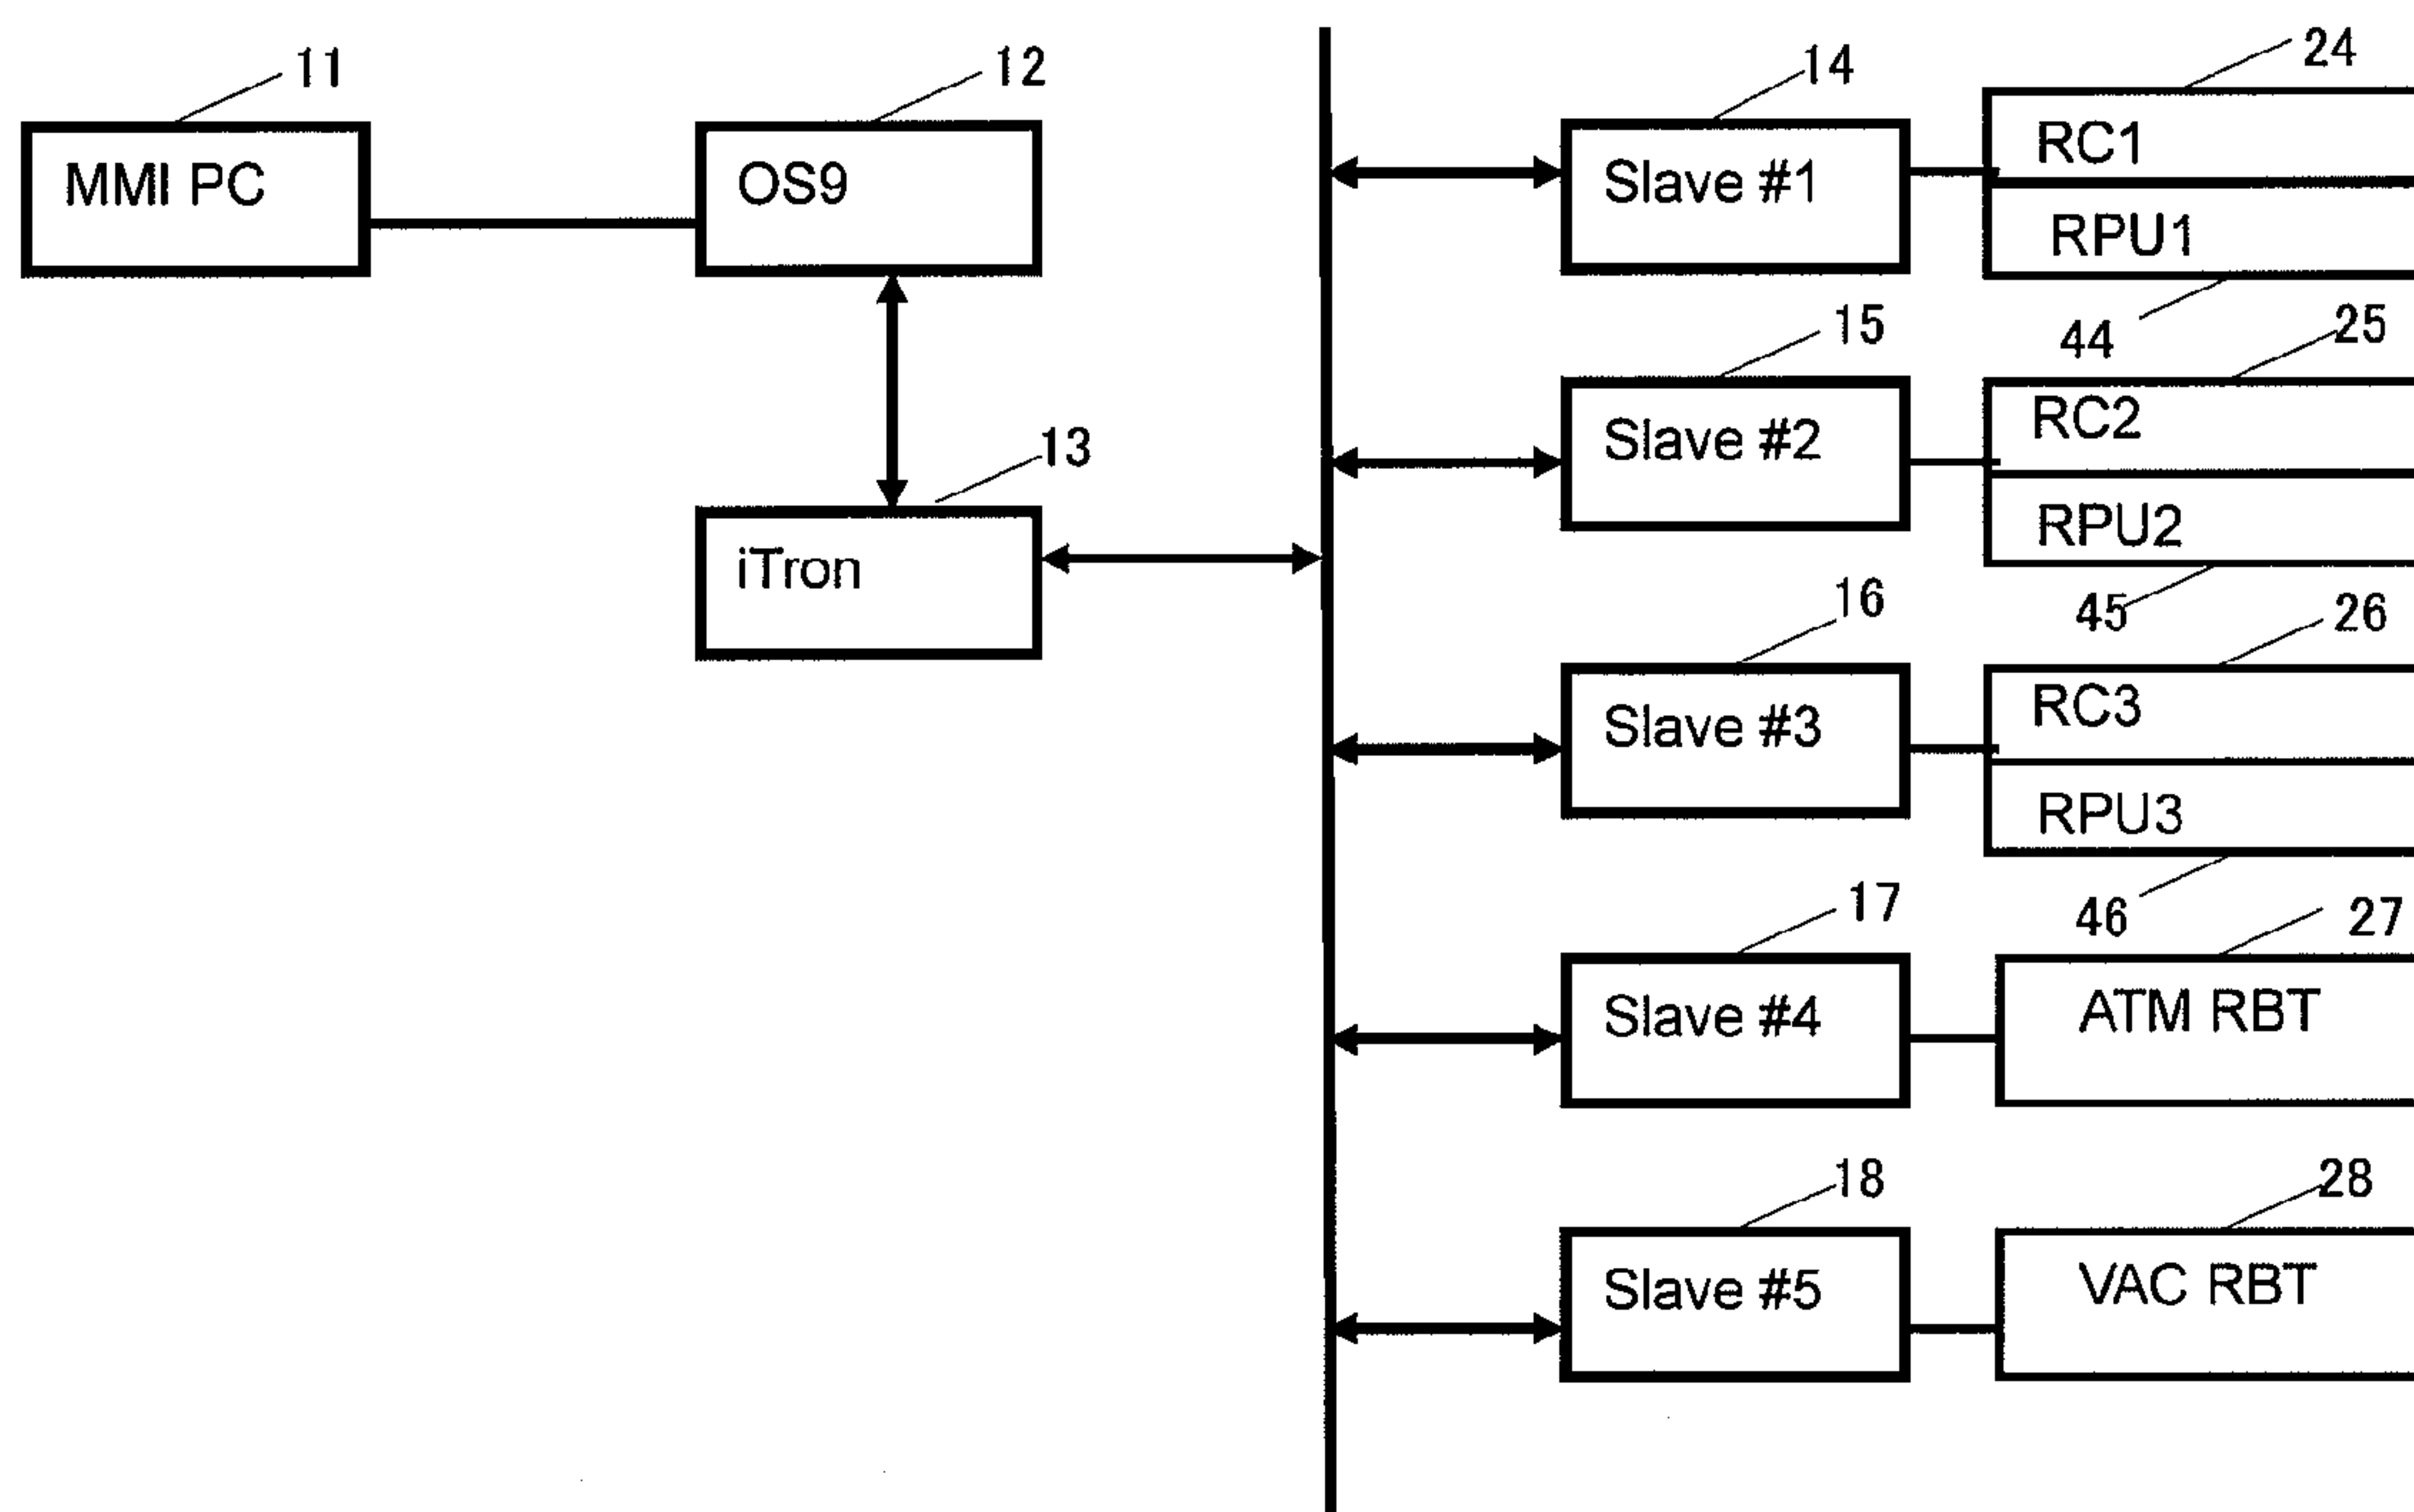 11
12
14
24
MMI PC
OS9
Slave #1
RC1
RPU1
44
15
25
Slave #2
RC2
RPU2
13
iTron
45
16
26
Slave #3
RC3
RPU3
46
17
27
Slave #4
ATM RBT
18
28
Slave #5
VAC RBT